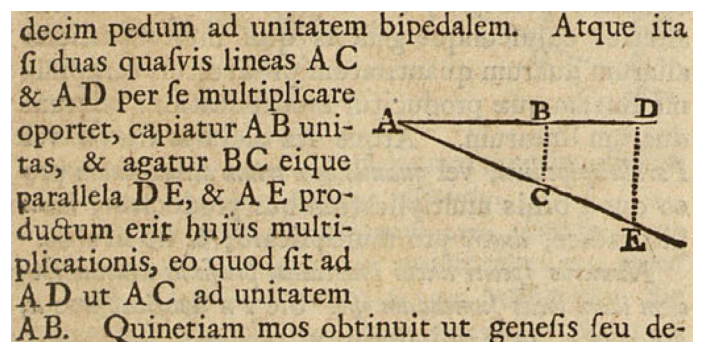 decim pedum ad unitatem bipedalem. Atque ita
ſi duas quaſvis lineas A C
& A D per ſe multiplicare
oportet, capiatur A B uni-
tas, & agatur B C eique
parallela D E, & A E pro-
ductum erit hujus multi-
plicationis, eo quod ſit ad
A D ut A C ad unitatem
A B. Quinetiam mos obtinuit ut geneſis ſeu de-
A B D
C
E